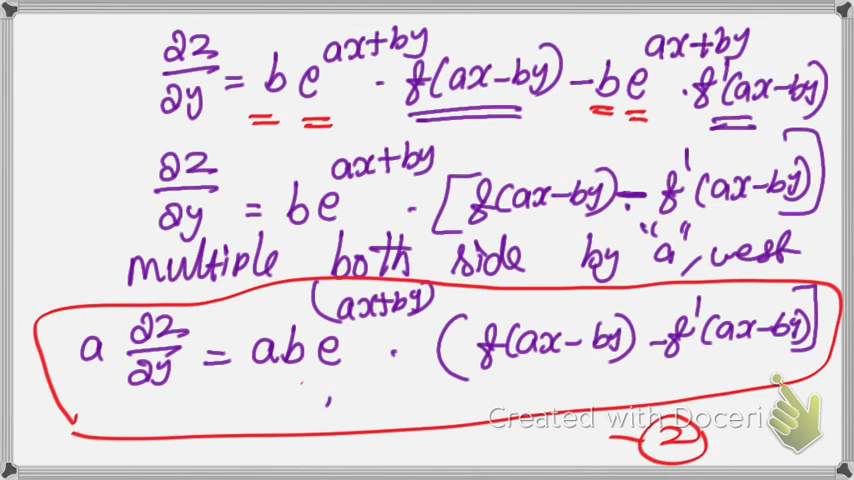 ∂z/∂y = b e^(ax+by) · f(ax-by) - b e^(ax+by) · f'(ax-by)
∂z/∂y = b e^(ax+by) · [f(ax-by) - f'(ax-by)]
multiple both side by "a",
a ∂z/∂y = a b e^(ax+by) · (f(ax-by) - f'(ax-by)]
Created with Doceri
-②